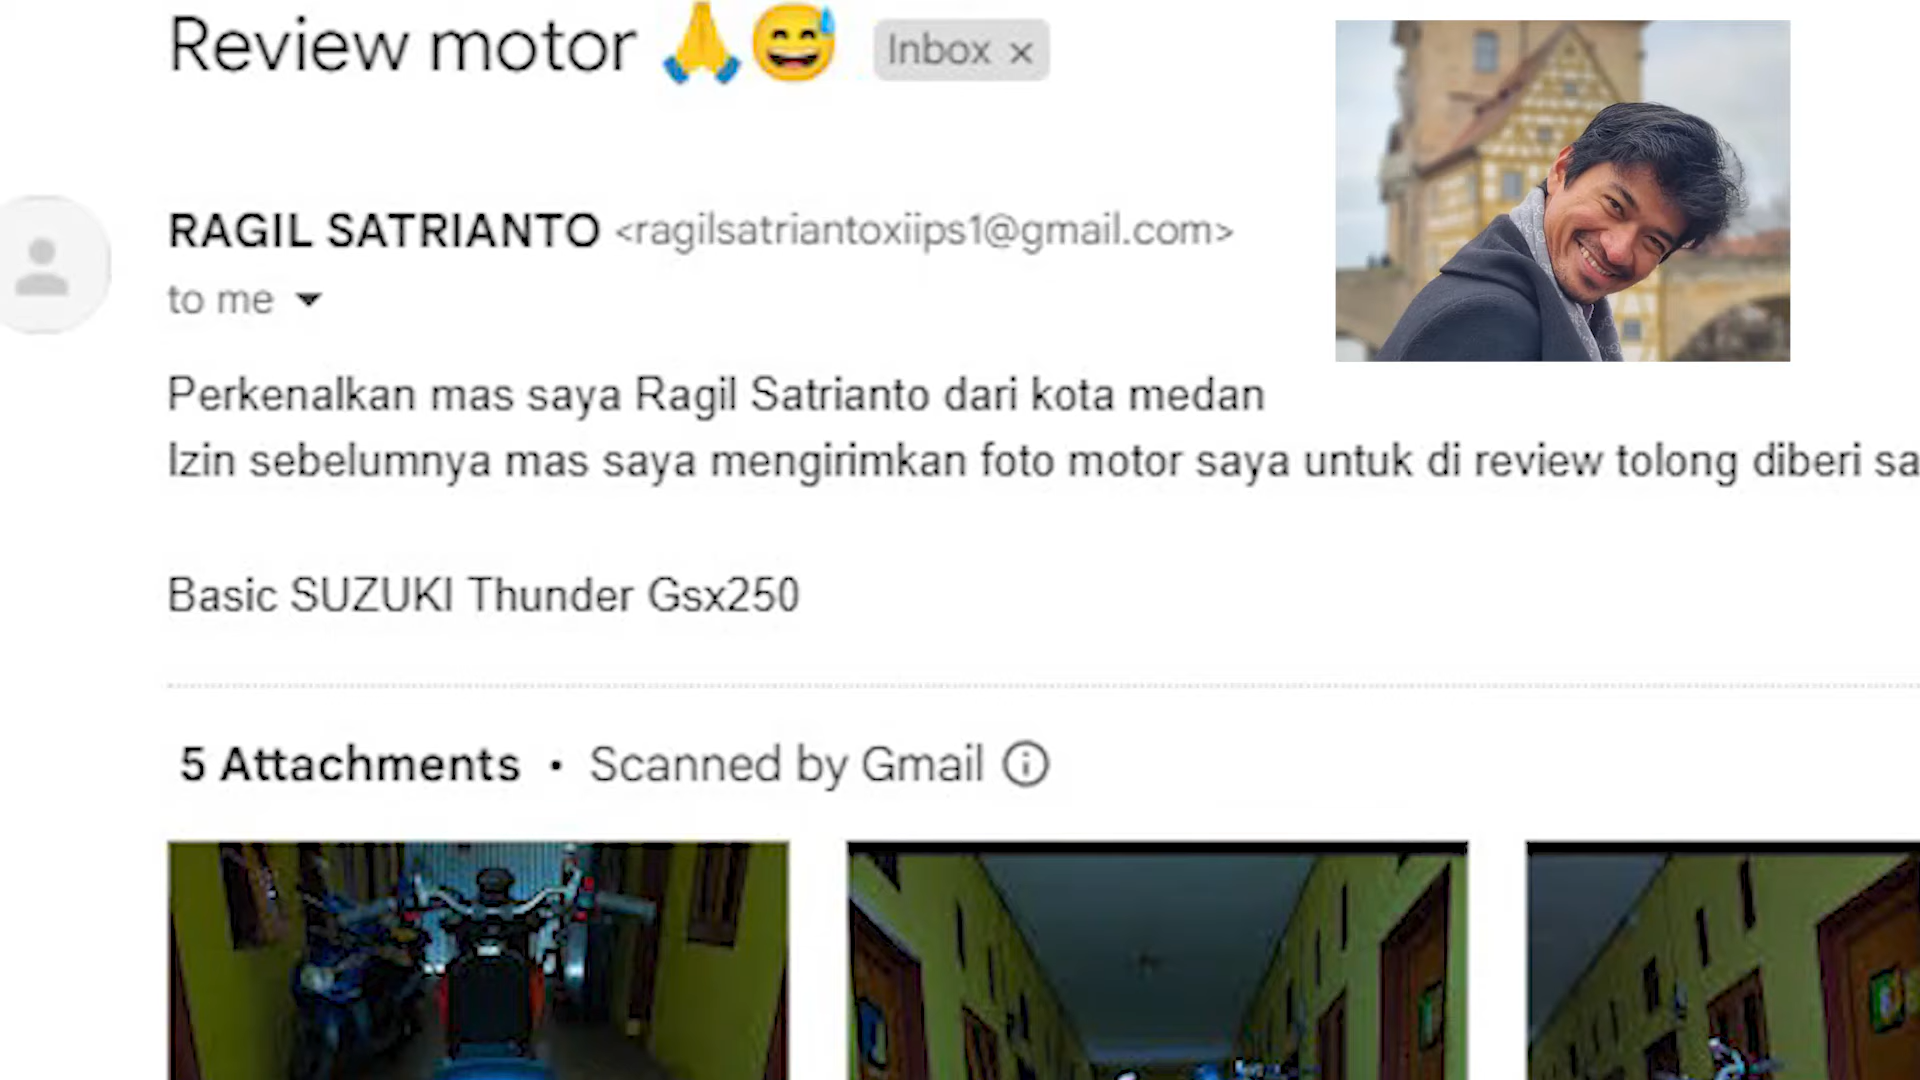 Review motor 🙏😅 Inbox ×
RAGIL SATRIANTO <ragilsatriantoxiips1@gmail.com>
to me
Perkenalkan mas saya Ragil Satrianto dari kota medan
Izin sebelumnya mas saya mengirimkan foto motor saya untuk di review tolong diberi sa
Basic SUZUKI Thunder Gsx250
5 Attachments • Scanned by Gmail